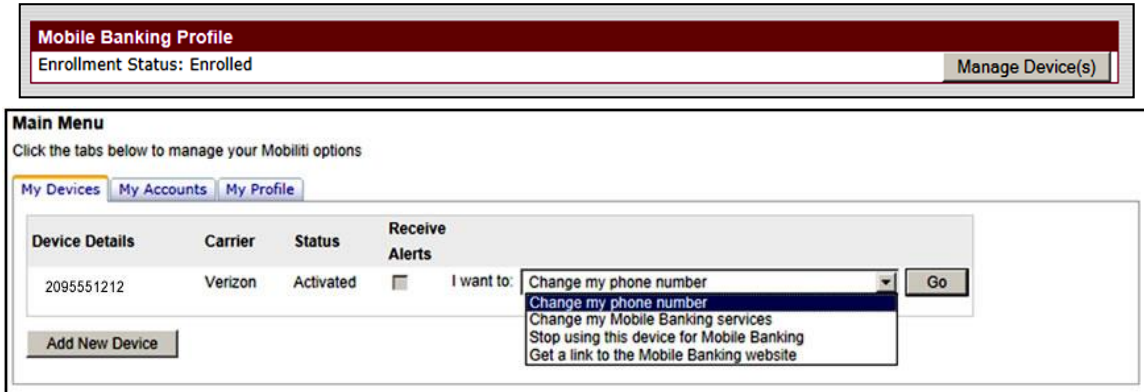 Mobile Banking Profile
Enrollment Status: Enrolled
Manage Device(s)
Main Menu
Click the tabs below to manage your Mobiliti options
My Devices My Accounts My Profile
Device Details Carrier Status Receive Alerts
2095551212 Verizon Activated I want to: Change my phone number Go
Change my phone number
Change my Mobile Banking services
Stop using this device for Mobile Banking
Get a link to the Mobile Banking website
Add New Device